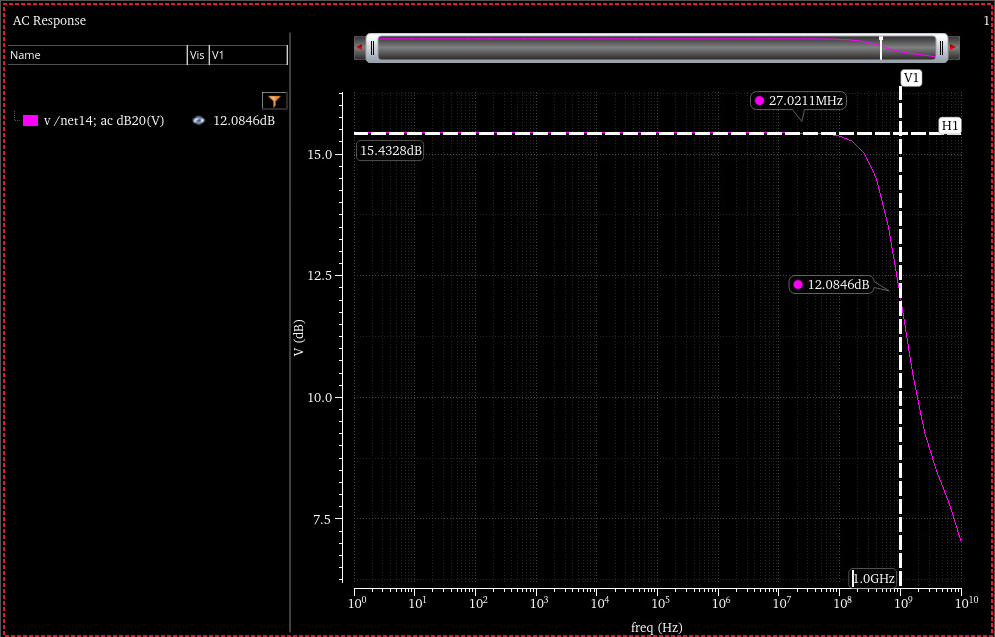 AC Response
1
Name Vis V1
v /net14; ac dB20(V) 12.0846dB
V1
27.0211MHz
H1
15.4328dB
15.0
12.5
12.0846dB
V (dB)
10.0
7.5
1.0GHz
10⁰ 10¹ 10² 10³ 10⁴ 10⁵ 10⁶ 10⁷ 10⁸ 10⁹ 10¹⁰
freq (Hz)